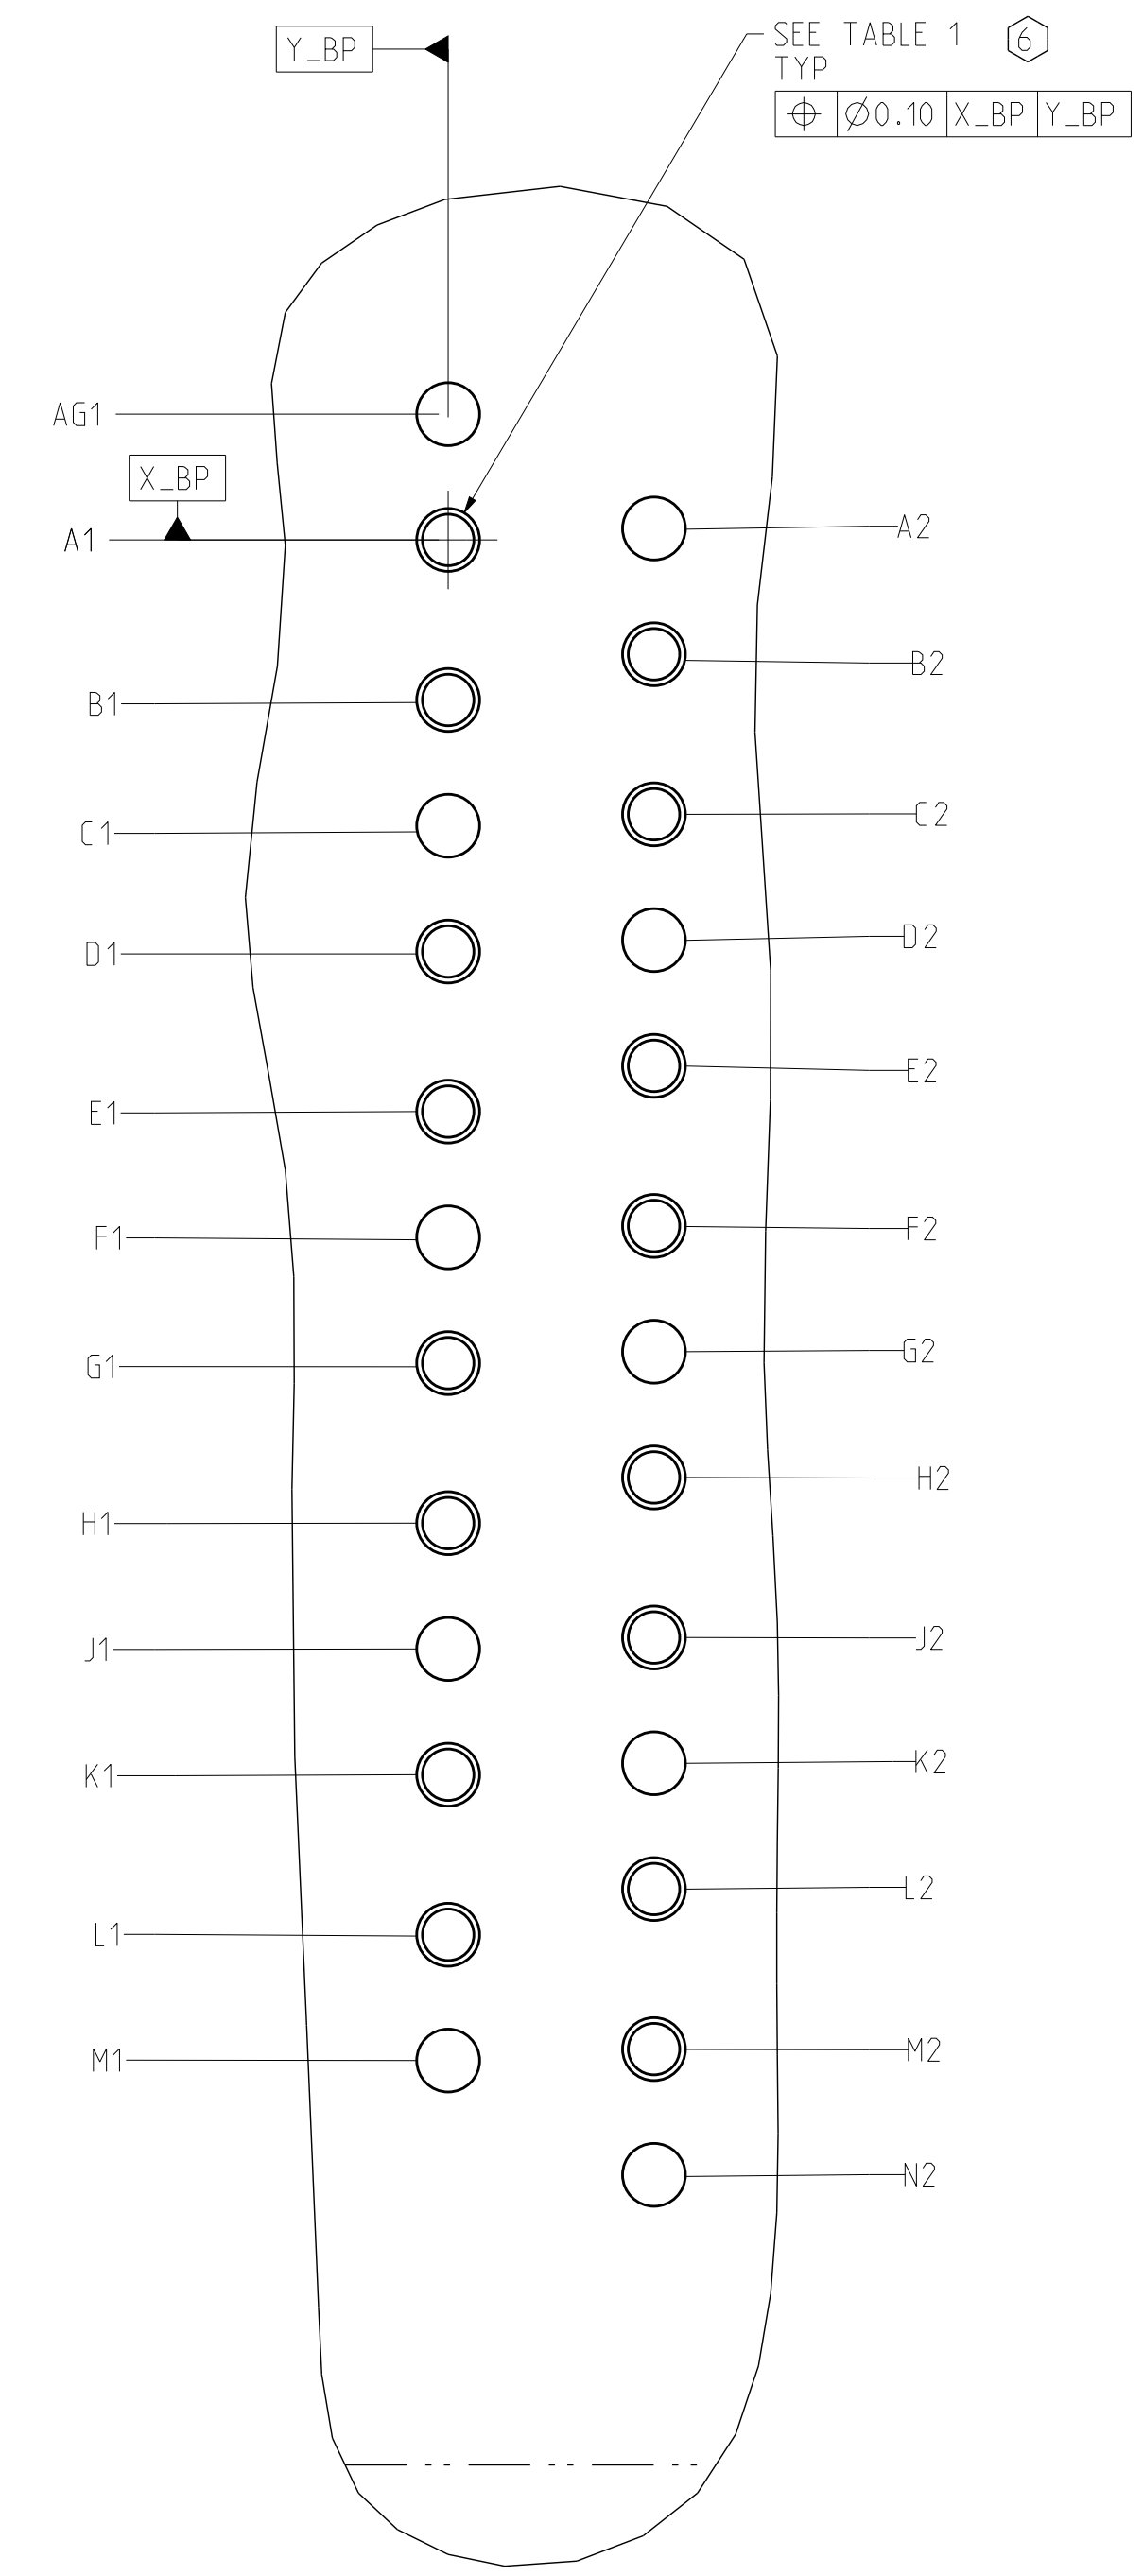 Y_BP
SEE TABLE 1 6
TYP
⌖ Ø0.10 X_BP Y_BP
AG1
X_BP
A1
A2
B2
B1
C2
C1
D2
D1
E2
E1
F2
F1
G2
G1
H2
H1
J2
J1
K2
K1
L2
L1
M2
M1
N2